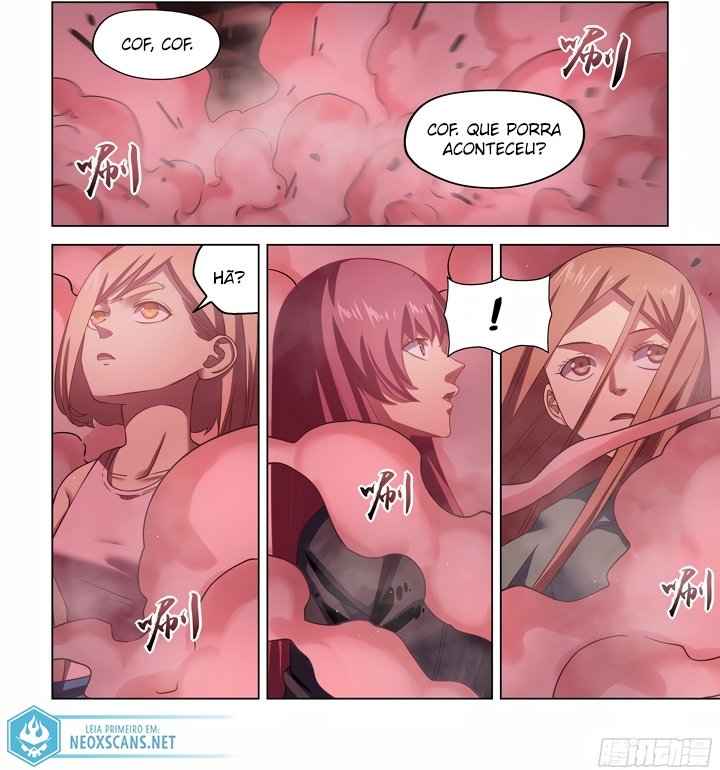 COF, COF.
唰
COF. QUE PORRA
ACONTECEU?
唰
HÃ?
!
唰
唰
唰
LEIA PRIMEIRO EM:
NEOXSCANS.NET
腾讯动漫